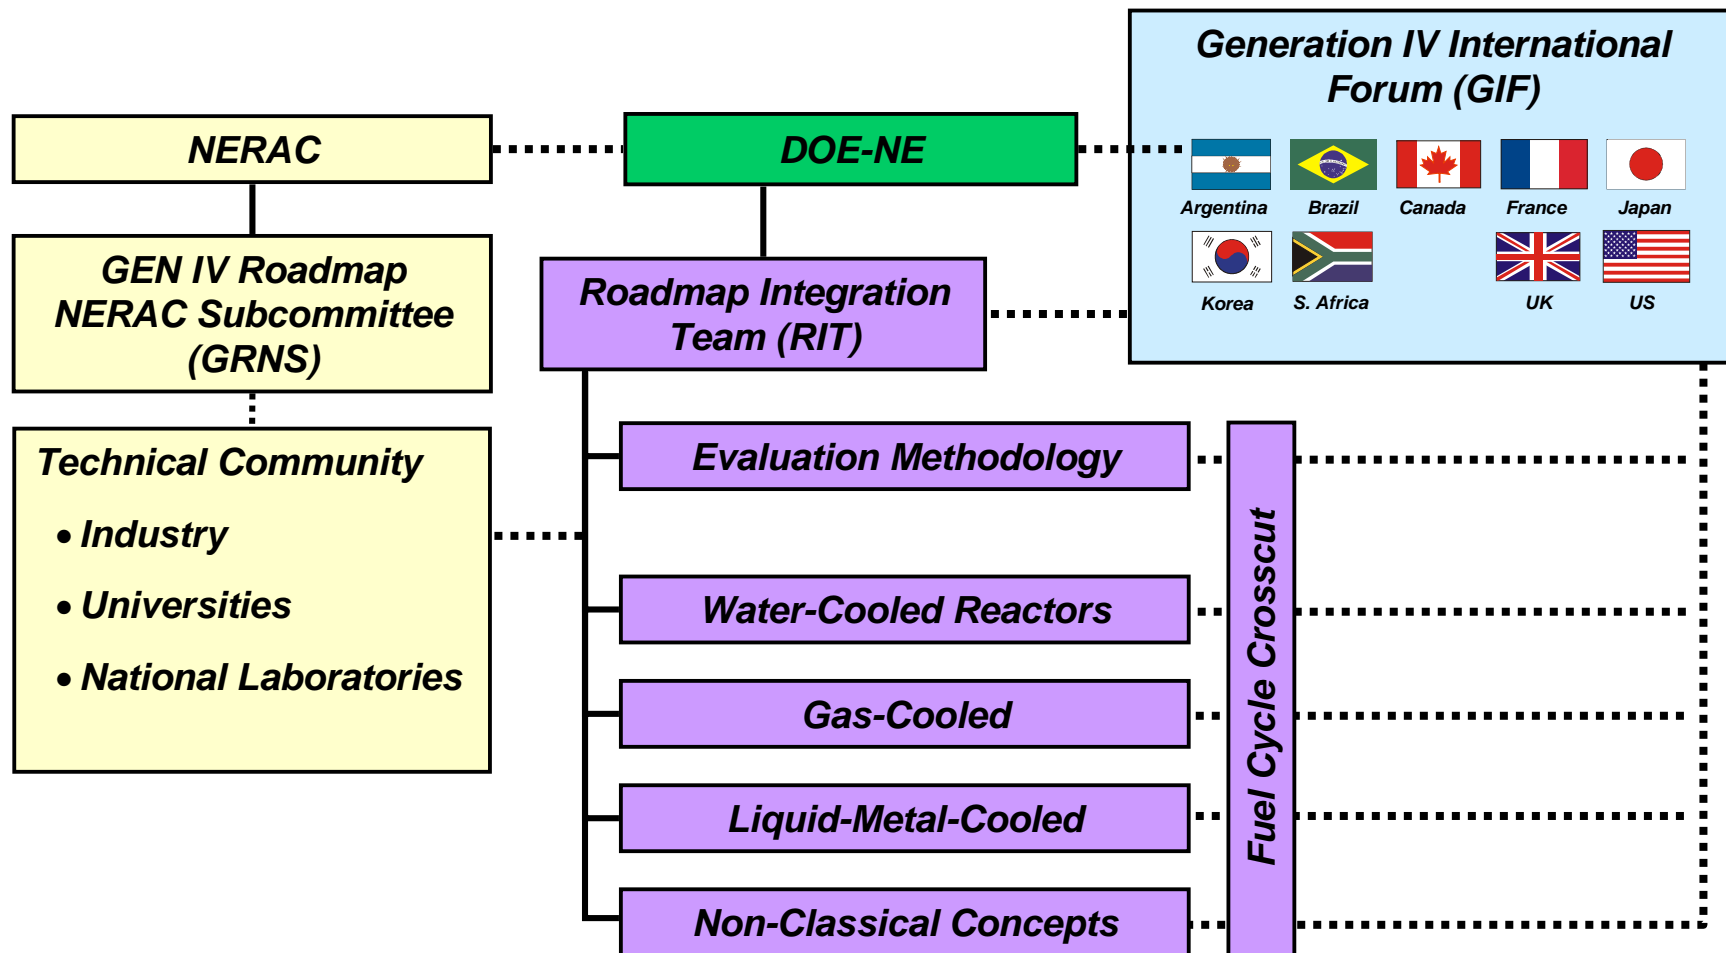 Generation IV International
Forum (GIF)
NERAC
DOE-NE
Argentina
Brazil
Canada
France
Japan
Korea
S. Africa
UK
US
GEN IV Roadmap
NERAC Subcommittee
(GRNS)
Roadmap Integration
Team (RIT)
Technical Community
• Industry
• Universities
• National Laboratories
Evaluation Methodology
Water-Cooled Reactors
Gas-Cooled
Liquid-Metal-Cooled
Non-Classical Concepts
Fuel Cycle Crosscut